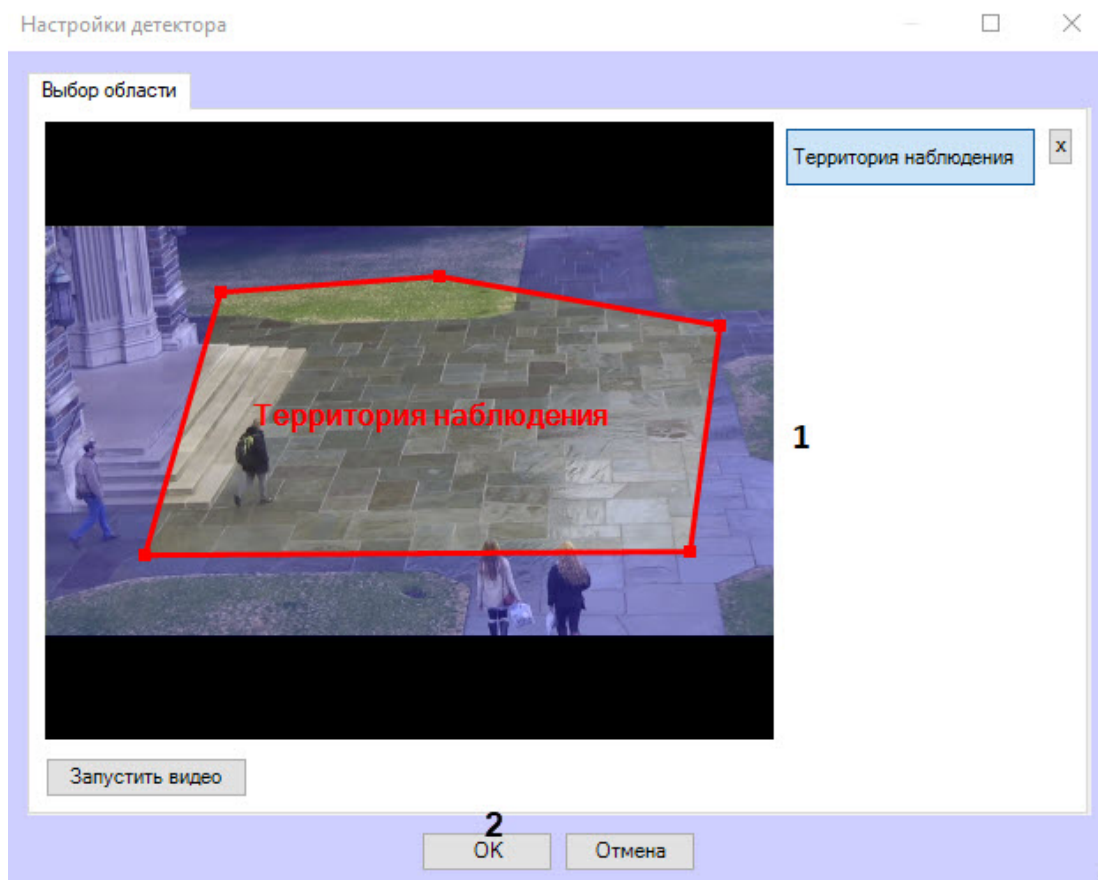 Настройки детектора
Выбор области
Территория наблюдения
x
Территория наблюдения
1
Запустить видео
2
OK
Отмена